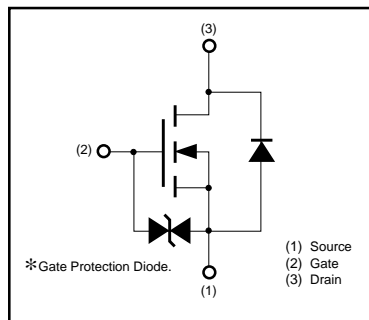 (3)
(2)
✻Gate Protection Diode.
(1)
(1) Source
(2) Gate
(3) Drain